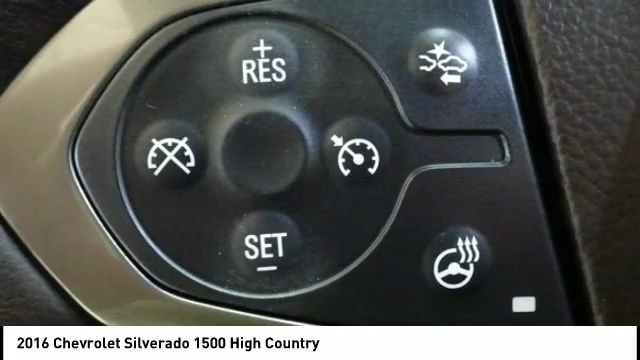 +
RES
SET
−
2016 Chevrolet Silverado 1500 High Country